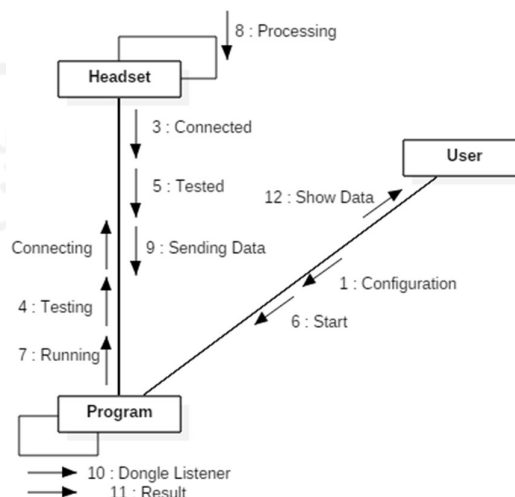 8 : Processing
Headset
3 : Connected
User
5 : Tested
12 : Show Data
Connecting
9 : Sending Data
1 : Configuration
4 : Testing
6 : Start
7 : Running
Program
10 : Dongle Listener
11 : Result